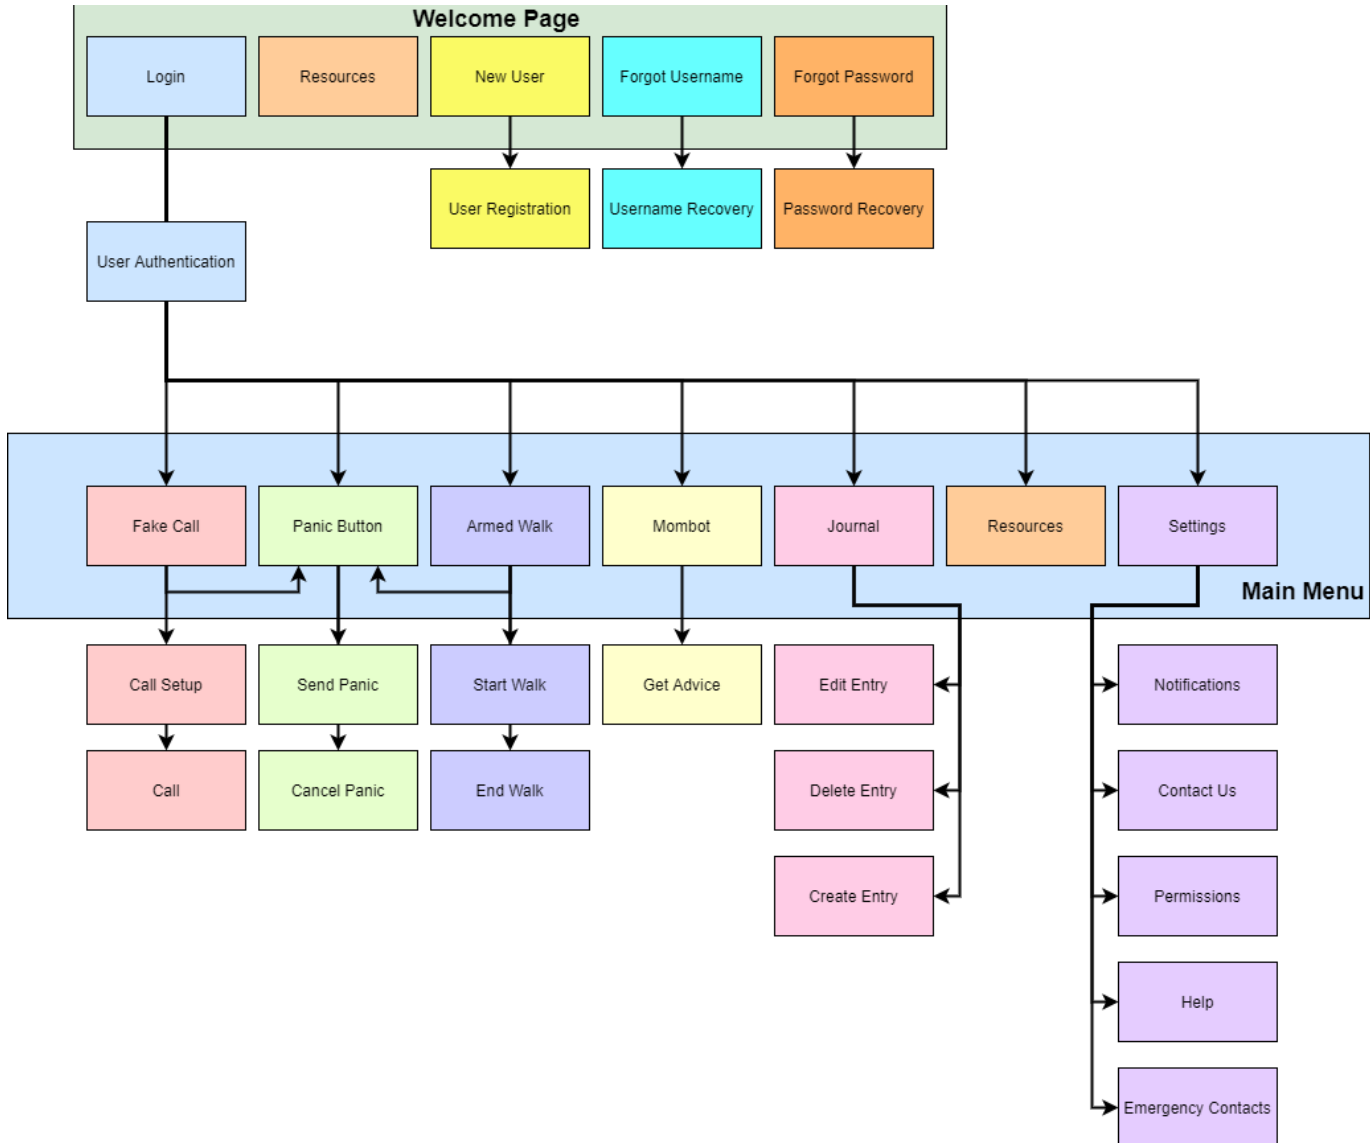 Welcome Page
Login
Resources
New User
Forgot Username
Forgot Password
User Registration
Username Recovery
Password Recovery
User Authentication
Fake Call
Panic Button
Armed Walk
Mombot
Journal
Resources
Settings
Main Menu
Call Setup
Send Panic
Start Walk
Get Advice
Edit Entry
Notifications
Call
Cancel Panic
End Walk
Delete Entry
Contact Us
Create Entry
Permissions
Help
Emergency Contacts